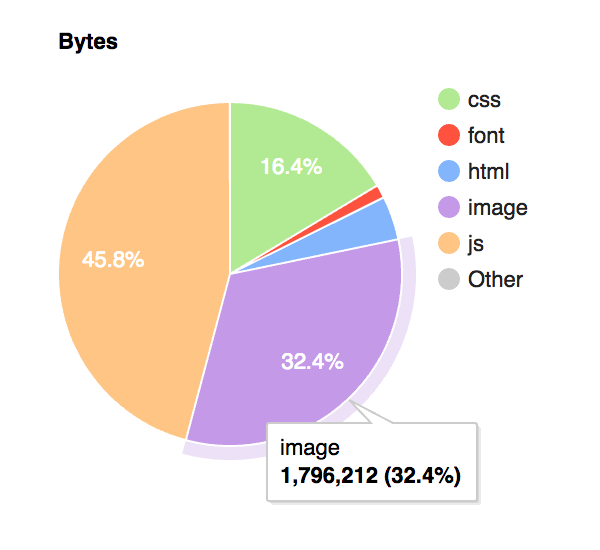 Bytes
css
font
html
image
js
Other
16.4%
45.8%
32.4%
image
1,796,212 (32.4%)